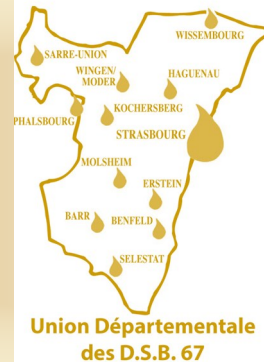 WISSEMBOURG
SARRE-UNION
WINGEN/
MODER
HAGUENAU
PHALSBOURG
KOCHERSBERG
STRASBOURG
MOLSHEIM
ERSTEIN
BARR
BENFELD
SELESTAT
Union Départementale
des D.S.B. 67